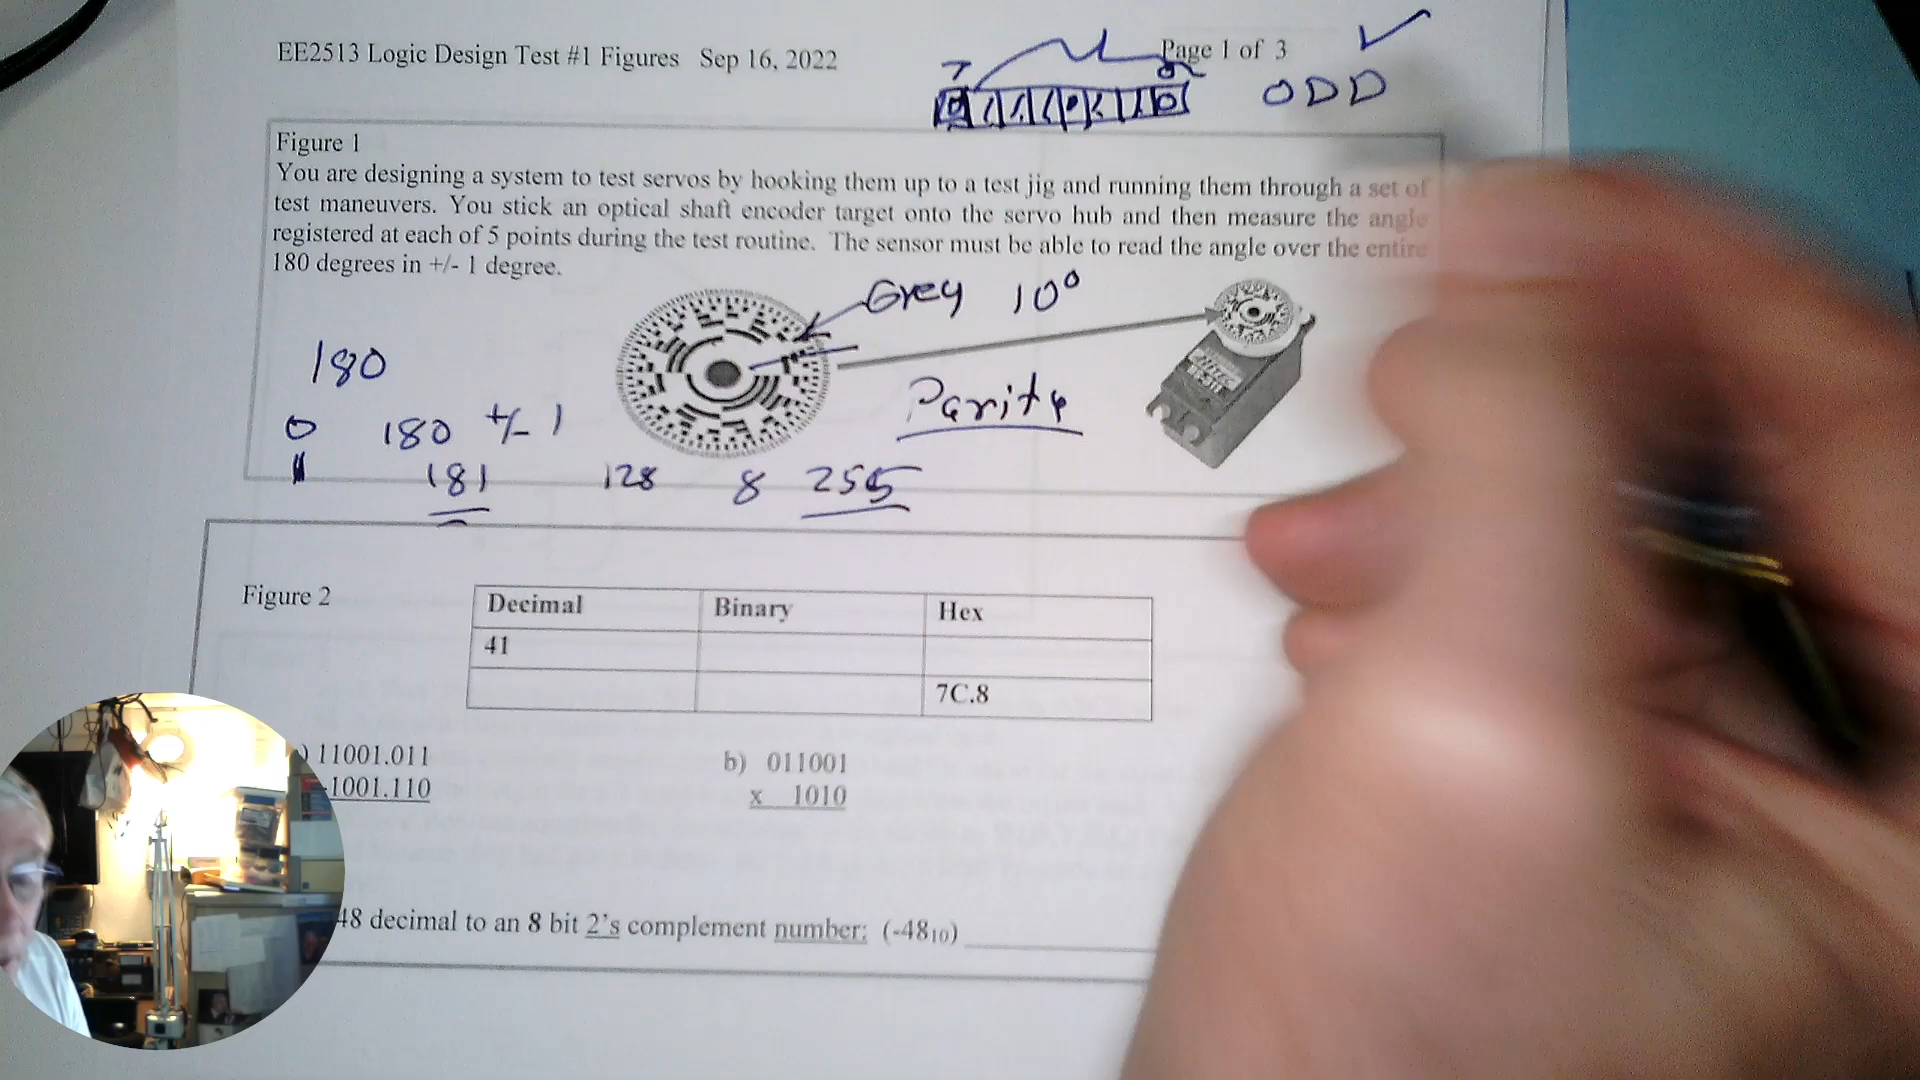 EE2513 Logic Design Test #1 Figures Sep 16, 2022
Page 1 of 3
7
ODD
Figure 1
You are designing a system to test servos by hooking them up to a test jig and running them through a set of
test maneuvers. You stick an optical shaft encoder target onto the servo hub and then measure the angle
registered at each of 5 points during the test routine. The sensor must be able to read the angle over the entire
180 degrees in +/- 1 degree.
Grey 10°
180
Parity
0 180 +/- 1
181 128 8 255
Figure 2
Decimal Binary Hex
41
7C.8
) 11001.011
1001.110
b) 011001
x 1010
48 decimal to an 8 bit 2's complement number: (-48₁₀)